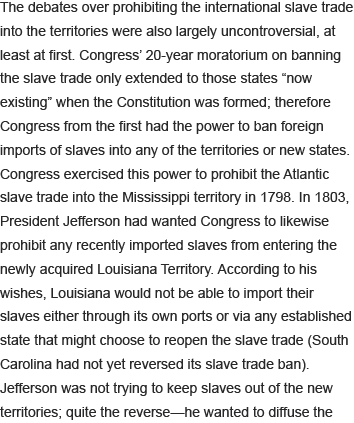 The debates over prohibiting the international slave trade
into the territories were also largely uncontroversial, at
least at first. Congress’ 20-year moratorium on banning
the slave trade only extended to those states “now
existing” when the Constitution was formed; therefore
Congress from the first had the power to ban foreign
imports of slaves into any of the territories or new states.
Congress exercised this power to prohibit the Atlantic
slave trade into the Mississippi territory in 1798. In 1803,
President Jefferson had wanted Congress to likewise
prohibit any recently imported slaves from entering the
newly acquired Louisiana Territory. According to his
wishes, Louisiana would not be able to import their
slaves either through its own ports or via any established
state that might choose to reopen the slave trade (South
Carolina had not yet reversed its slave trade ban).
Jefferson was not trying to keep slaves out of the new
territories; quite the reverse—he wanted to diffuse the